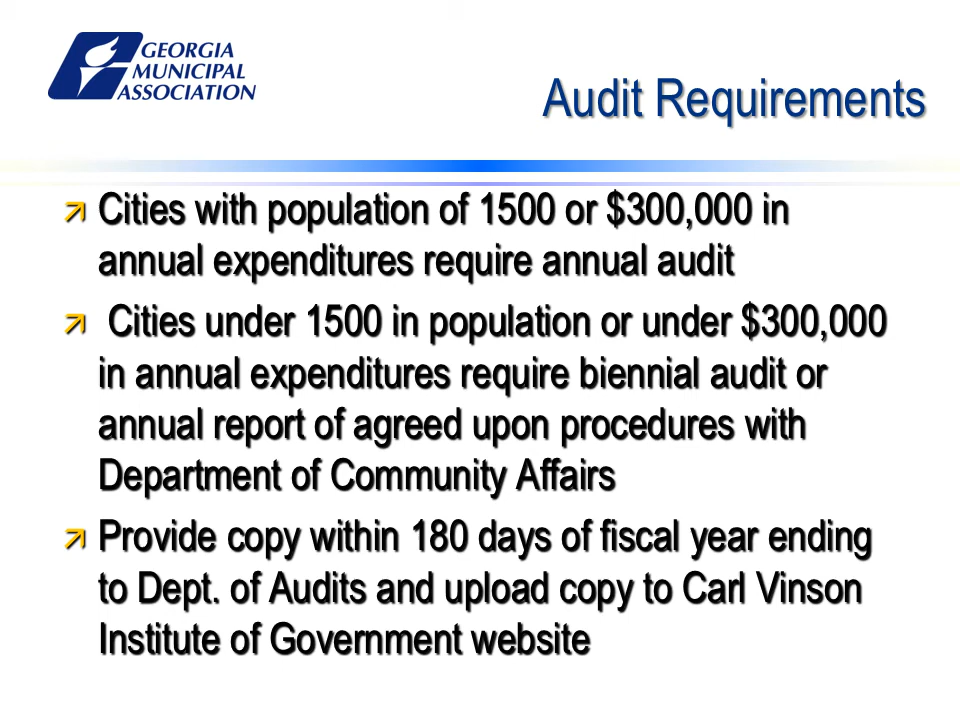 GEORGIA
MUNICIPAL
ASSOCIATION
Audit Requirements
Cities with population of 1500 or $300,000 in
annual expenditures require annual audit
Cities under 1500 in population or under $300,000
in annual expenditures require biennial audit or
annual report of agreed upon procedures with
Department of Community Affairs
Provide copy within 180 days of fiscal year ending
to Dept. of Audits and upload copy to Carl Vinson
Institute of Government website